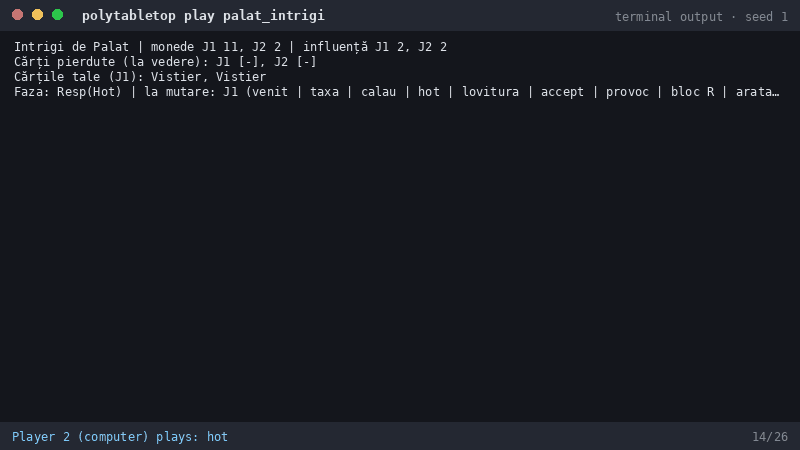 polytabletop play palat_intrigi
terminal output · seed 1
Intrigi de Palat | monede J1 11, J2 2 | influență J1 2, J2 2
Cărți pierdute (la vedere): J1 [-], J2 [-]
Cărțile tale (J1): Vistier, Vistier
Faza: Resp(Hot) | la mutare: J1 (venit | taxa | calau | hot | lovitura | accept | provoc | bloc R | arata…
Player 2 (computer) plays: hot
14/26